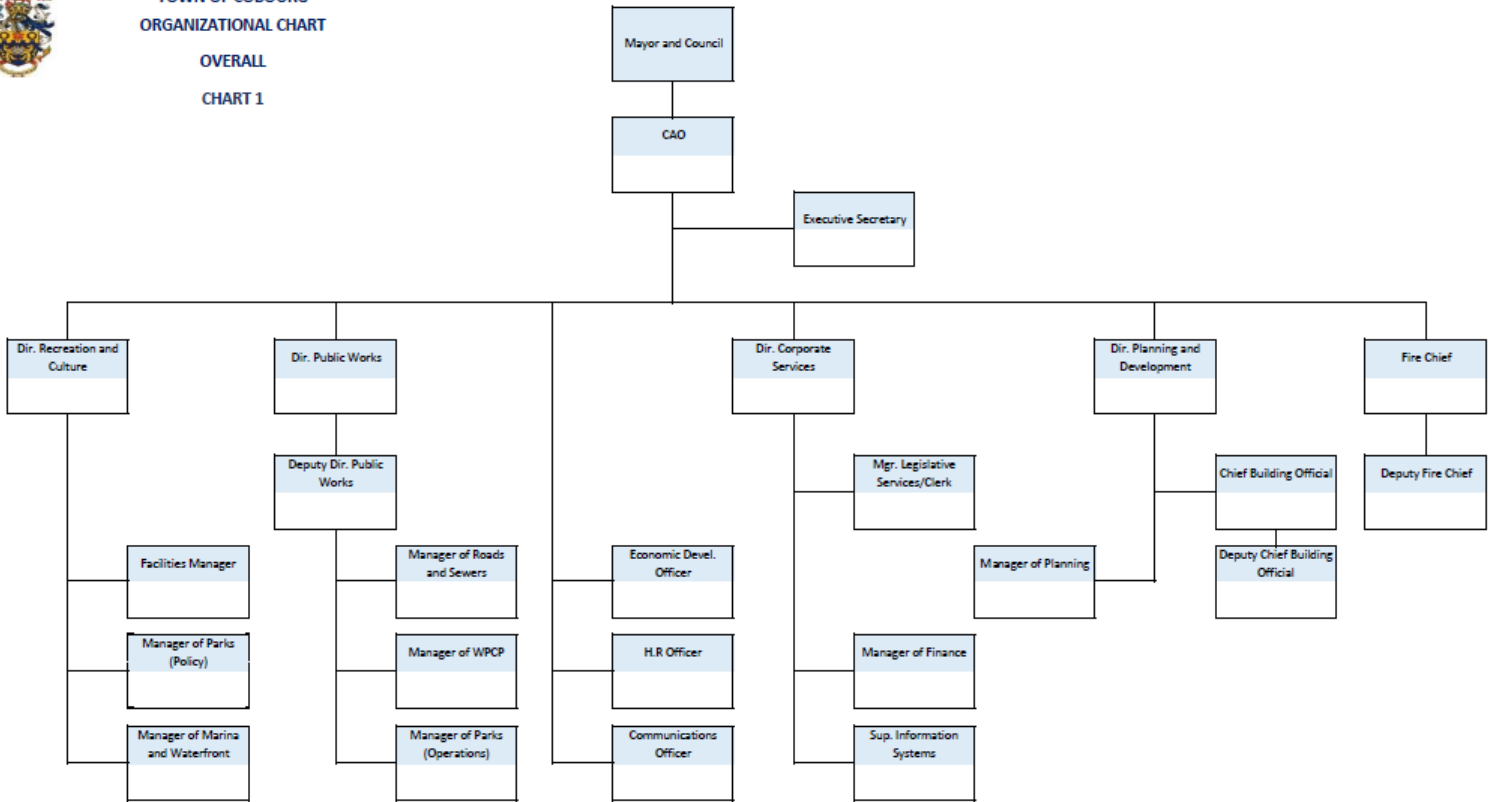 ORGANIZATIONAL CHART
OVERALL
CHART 1
Mayor and Council
CAO
Executive Secretary
Dir. Recreation and
Culture
Dir. Public Works
Dir. Corporate
Services
Dir. Planning and
Development
Fire Chief
Deputy Dir. Public
Works
Mgr. Legislative
Services/Clerk
Chief Building Official
Deputy Fire Chief
Facilities Manager
Manager of Roads
and Sewers
Economic Devel.
Officer
Manager of Planning
Deputy Chief Building
Official
Manager of Parks
(Policy)
Manager of WPCP
H.R Officer
Manager of Finance
Manager of Marina
and Waterfront
Manager of Parks
(Operations)
Communications
Officer
Sup. Information
Systems